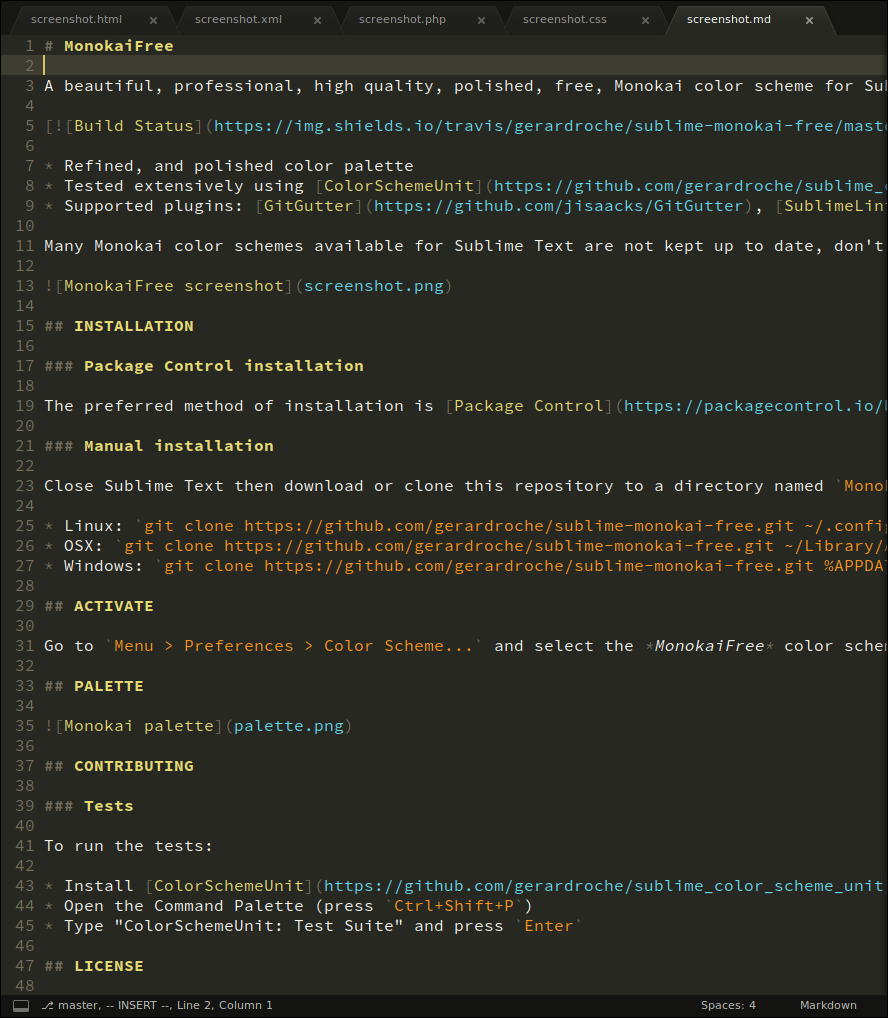 screenshot.html × screenshot.xml × screenshot.php × screenshot.css × screenshot.md ×
1 # MonokaiFree
2
3 A beautiful, professional, high quality, polished, free, Monokai color scheme for Su
4
5 [![Build Status](https://img.shields.io/travis/gerardroche/sublime-monokai-free/mast
6
7 * Refined, and polished color palette
8 * Tested extensively using [ColorSchemeUnit](https://github.com/gerardroche/sublime_
9 * Supported plugins: [GitGutter](https://github.com/jisaacks/GitGutter), [SublimeLin
10
11 Many Monokai color schemes available for Sublime Text are not kept up to date, don't
12
13 ![MonokaiFree screenshot](screenshot.png)
14
15 ## INSTALLATION
16
17 ### Package Control installation
18
19 The preferred method of installation is [Package Control](https://packagecontrol.io/
20
21 ### Manual installation
22
23 Close Sublime Text then download or clone this repository to a directory named `Mono
24
25 * Linux: `git clone https://github.com/gerardroche/sublime-monokai-free.git ~/.confi
26 * OSX: `git clone https://github.com/gerardroche/sublime-monokai-free.git ~/Library/
27 * Windows: `git clone https://github.com/gerardroche/sublime-monokai-free.git %APPDA
28
29 ## ACTIVATE
30
31 Go to `Menu > Preferences > Color Scheme...` and select the *MonokaiFree* color sche
32
33 ## PALETTE
34
35 ![Monokai palette](palette.png)
36
37 ## CONTRIBUTING
38
39 ### Tests
40
41 To run the tests:
42
43 * Install [ColorSchemeUnit](https://github.com/gerardroche/sublime_color_scheme_unit
44 * Open the Command Palette (press `Ctrl+Shift+P`)
45 * Type "ColorSchemeUnit: Test Suite" and press `Enter`
46
47 ## LICENSE
48
master, -- INSERT --, Line 2, Column 1 Spaces: 4 Markdown